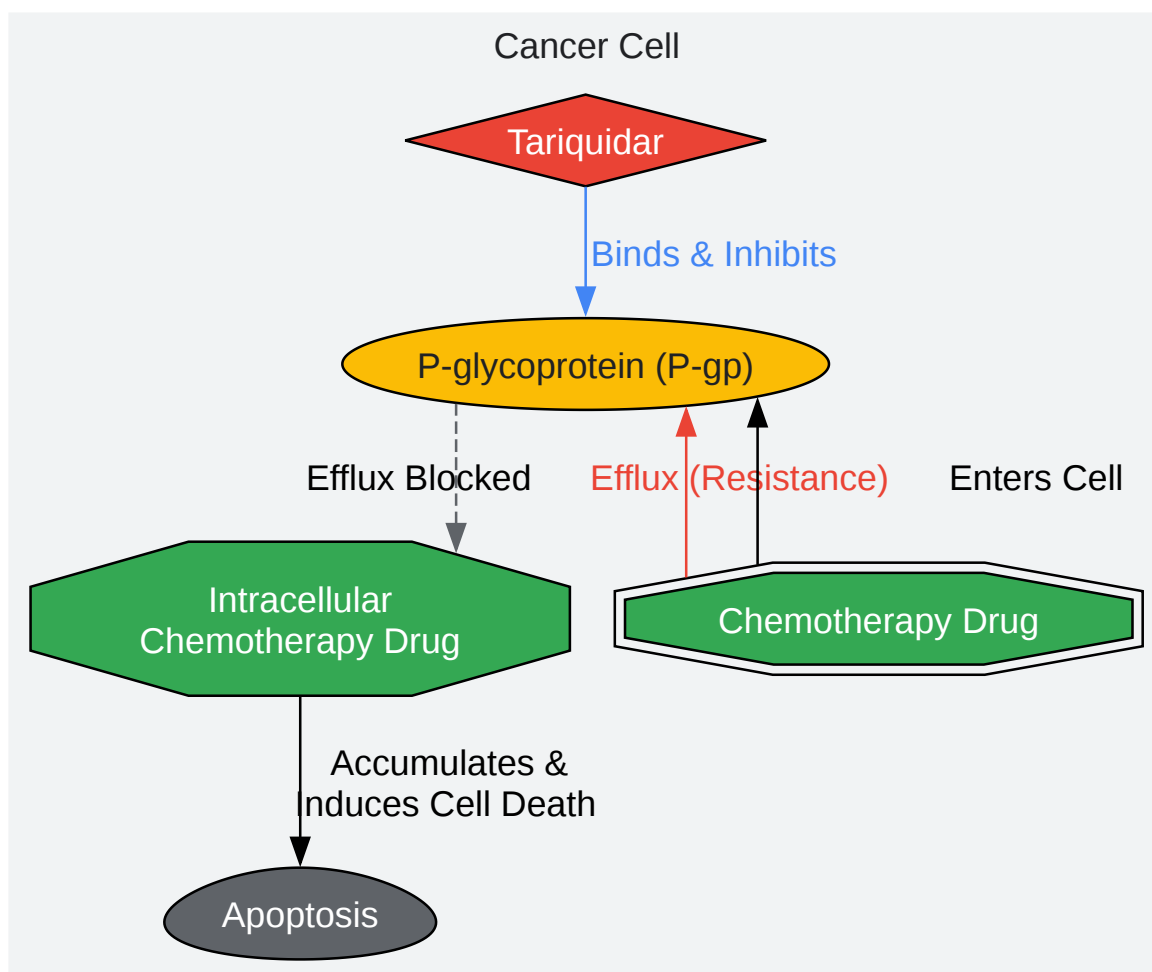 Cancer Cell
Tariquidar
Binds & Inhibits
P-glycoprotein (P-gp)
Efflux Blocked
Efflux (Resistance)
Enters Cell
Intracellular
Chemotherapy Drug
Chemotherapy Drug
Accumulates &
Induces Cell Death
Apoptosis